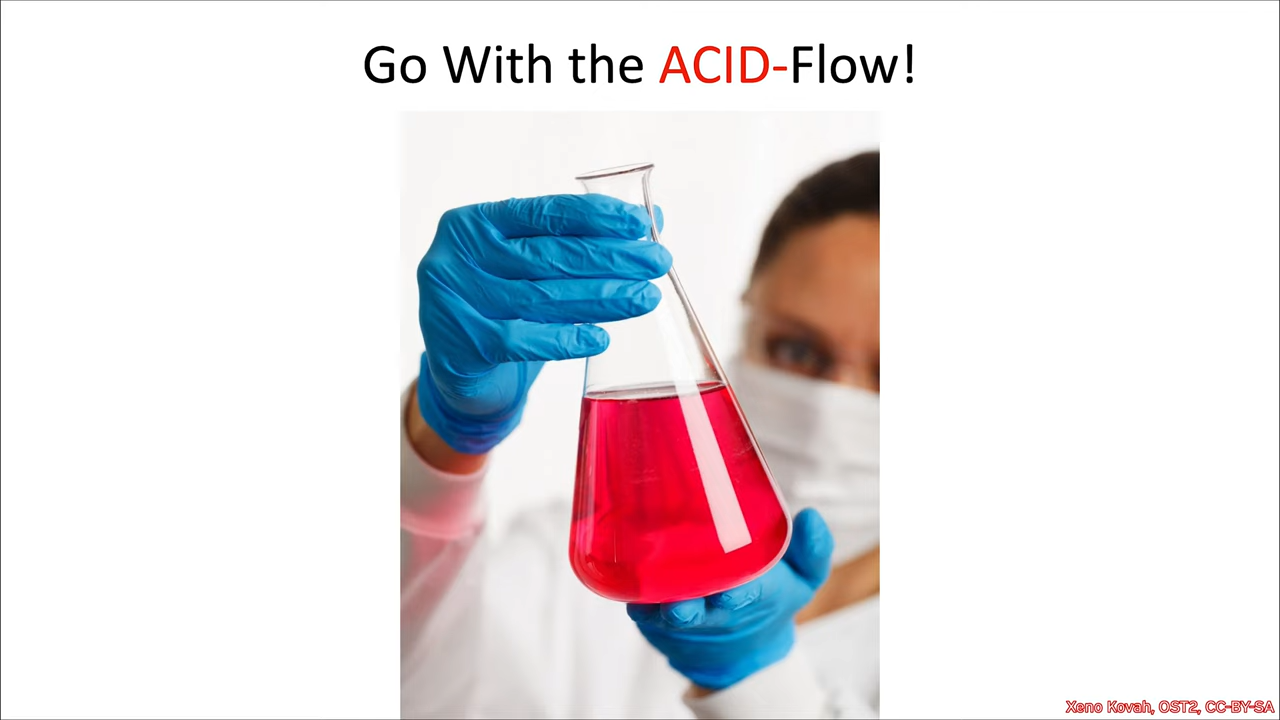 Go With the ACID-Flow!
Xeno Kovah, OST2, CC-BY-SA